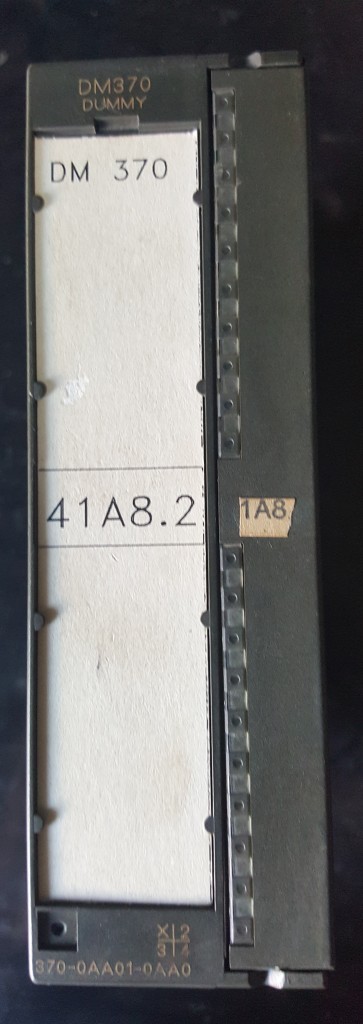 DM370
DUMMY
DM 370
41A8.2
1A8
X 2
3 4
370-0AA01-0AA0